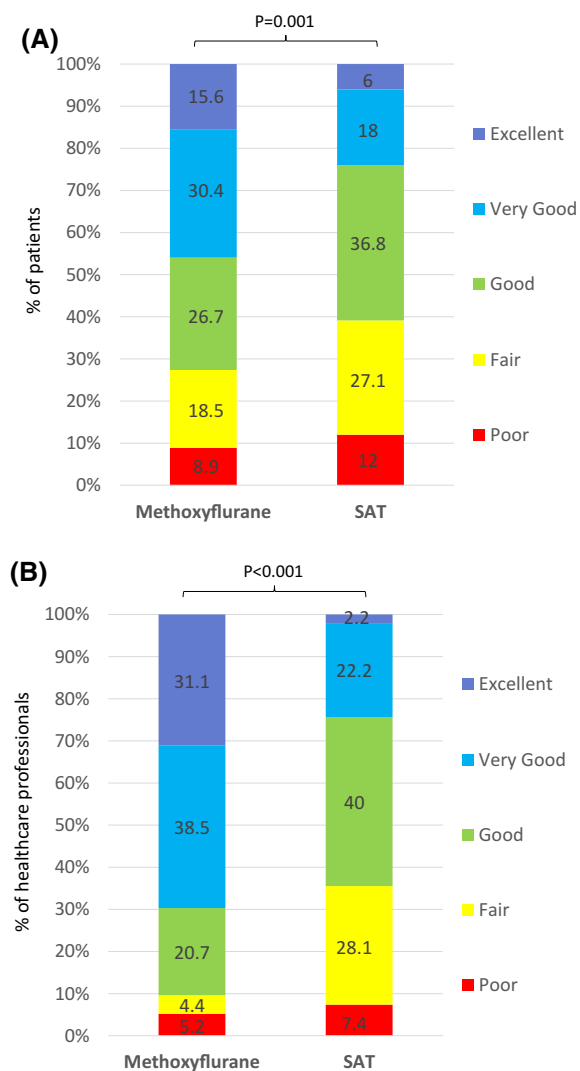 (A)
P=0.001
% of patients
100%
90%
80%
70%
60%
50%
40%
30%
20%
10%
0%
15.6
30.4
26.7
18.5
8.9
6
18
36.8
27.1
12
Methoxyflurane SAT
Excellent
Very Good
Good
Fair
Poor
(B)
P<0.001
% of healthcare professionals
100%
90%
80%
70%
60%
50%
40%
30%
20%
10%
0%
31.1
38.5
20.7
4.4
5.2
2.2
22.2
40
28.1
7.4
Methoxyflurane SAT
Excellent
Very Good
Good
Fair
Poor